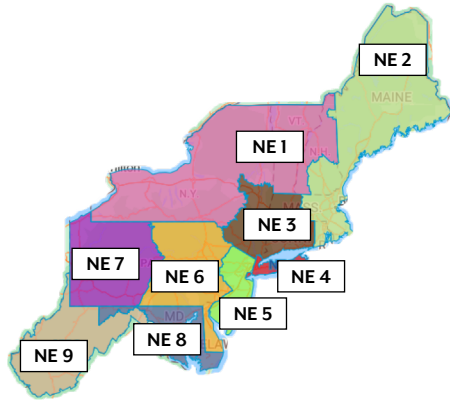 NE 2
MAINE
VT.
NE 1
N.H.
N.Y.
MASS
NE 3
NE 7
NE 6
NE 4
NE 5
MD.
NE 8
NE 9